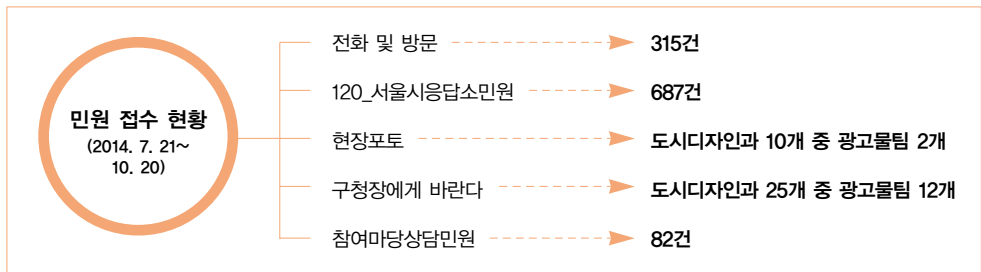 민원 접수 현황
(2014. 7. 21~
10. 20)
전화 및 방문 315건
120_서울시응답소민원 687건
현장포토 도시디자인과 10개 중 광고물팀 2개
구청장에게 바란다 도시디자인과 25개 중 광고물팀 12개
참여마당상담민원 82건